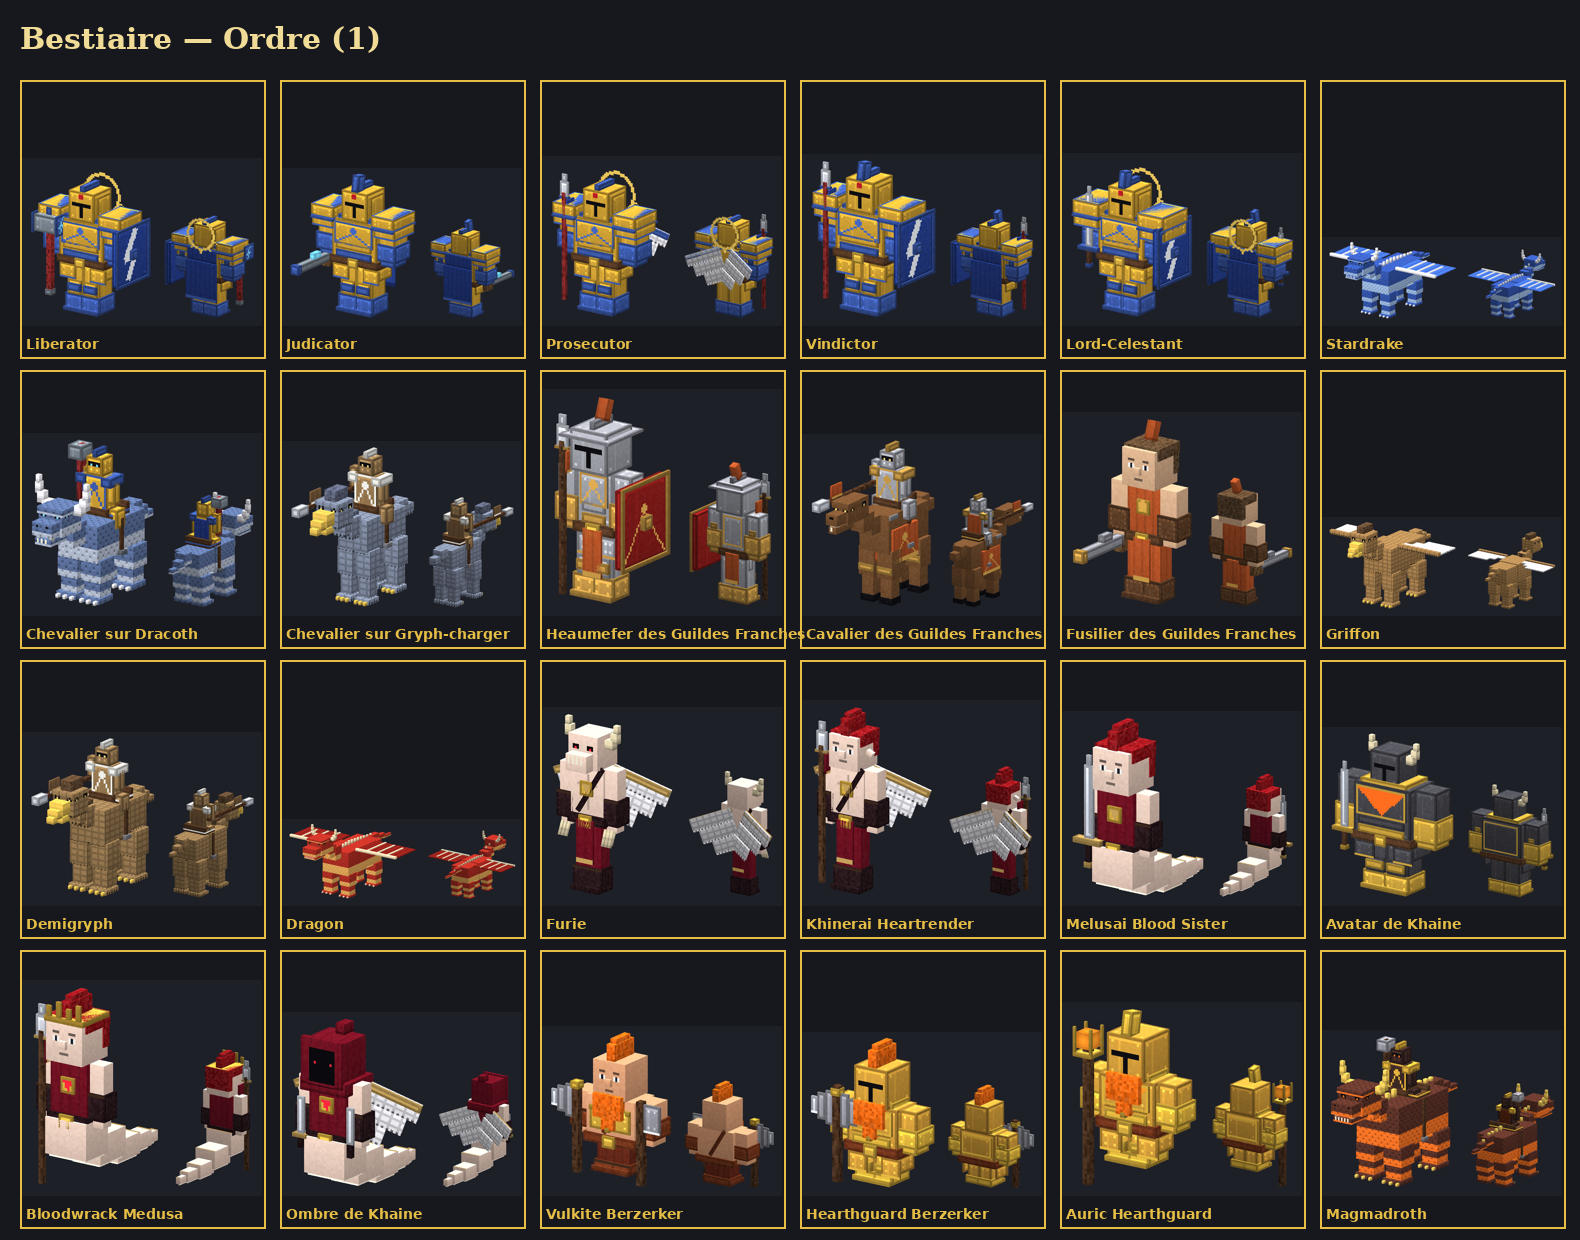 Bestiaire — Ordre (1)
Liberator
Judicator
Prosecutor
Vindictor
Lord-Celestant
Stardrake
Chevalier sur Dracoth
Chevalier sur Gryph-charger
Heaumefer des Guildes Franches
Cavalier des Guildes Franches
Fusilier des Guildes Franches
Griffon
Demigryph
Dragon
Furie
Khinerai Heartrender
Melusai Blood Sister
Avatar de Khaine
Bloodwrack Medusa
Ombre de Khaine
Vulkite Berzerker
Hearthguard Berzerker
Auric Hearthguard
Magmadroth